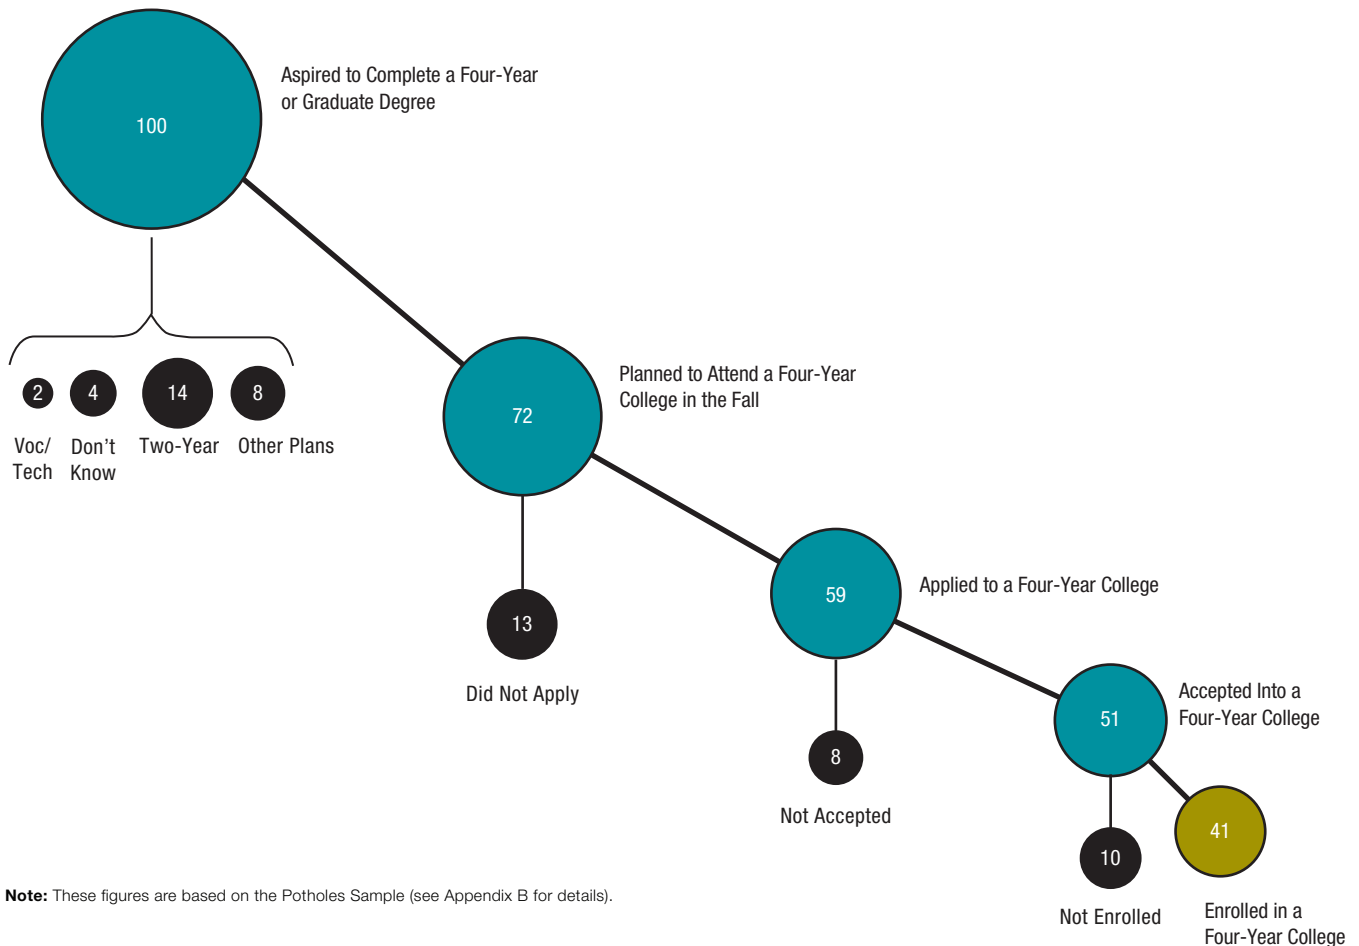 Aspired to Complete a Four-Year
or Graduate Degree
100
2
4
14
8
Voc/
Tech
Don't
Know
Two-Year
Other Plans
Planned to Attend a Four-Year
College in the Fall
72
13
Did Not Apply
Applied to a Four-Year College
59
8
Not Accepted
Accepted Into a
Four-Year College
51
10
Not Enrolled
41
Enrolled in a
Four-Year College
Note: These figures are based on the Potholes Sample (see Appendix B for details).